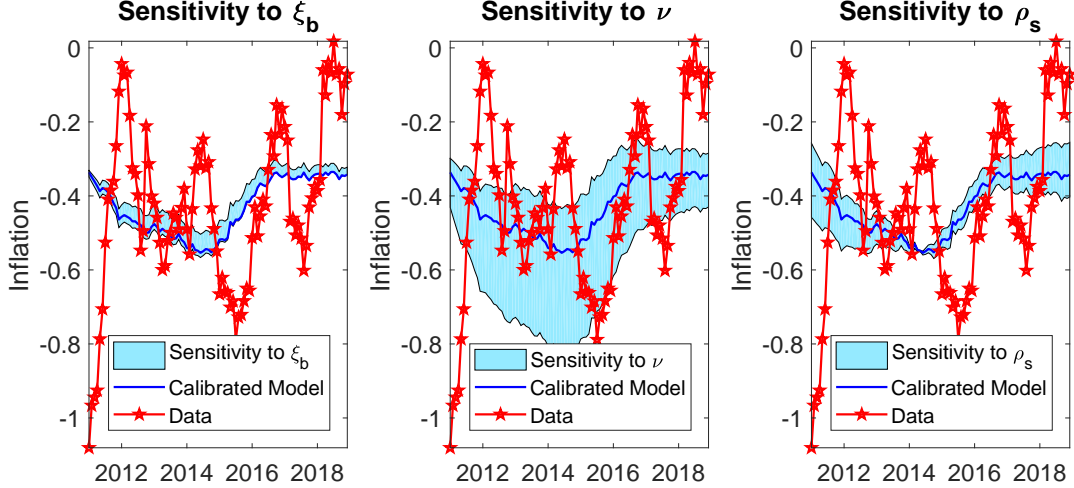 Sensitivity to ξb
0
-0.2
-0.4
-0.6
-0.8
-1
Inflation
2012 2014 2016 2018
Sensitivity to ξb
Calibrated Model
Data
Sensitivity to ν
0
-0.2
-0.4
-0.6
-0.8
-1
Inflation
2012 2014 2016 2018
Sensitivity to ν
Calibrated Model
Data
Sensitivity to ρs
0
-0.2
-0.4
-0.6
-0.8
-1
Inflation
2012 2014 2016 2018
Sensitivity to ρs
Calibrated Model
Data